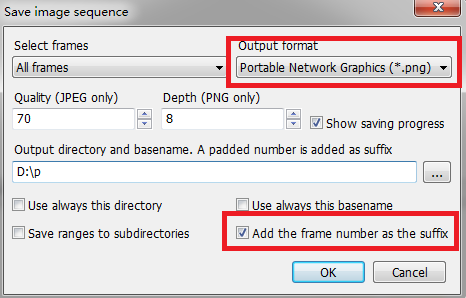 Save image sequence
Select frames
Output format
All frames
Portable Network Graphics (*.png)
Quality (JPEG only)
Depth (PNG only)
70
8
Show saving progress
Output directory and basename. A padded number is added as suffix
D:\p
...
Use always this directory
Use always this basename
Save ranges to subdirectories
Add the frame number as the suffix
OK
Cancel